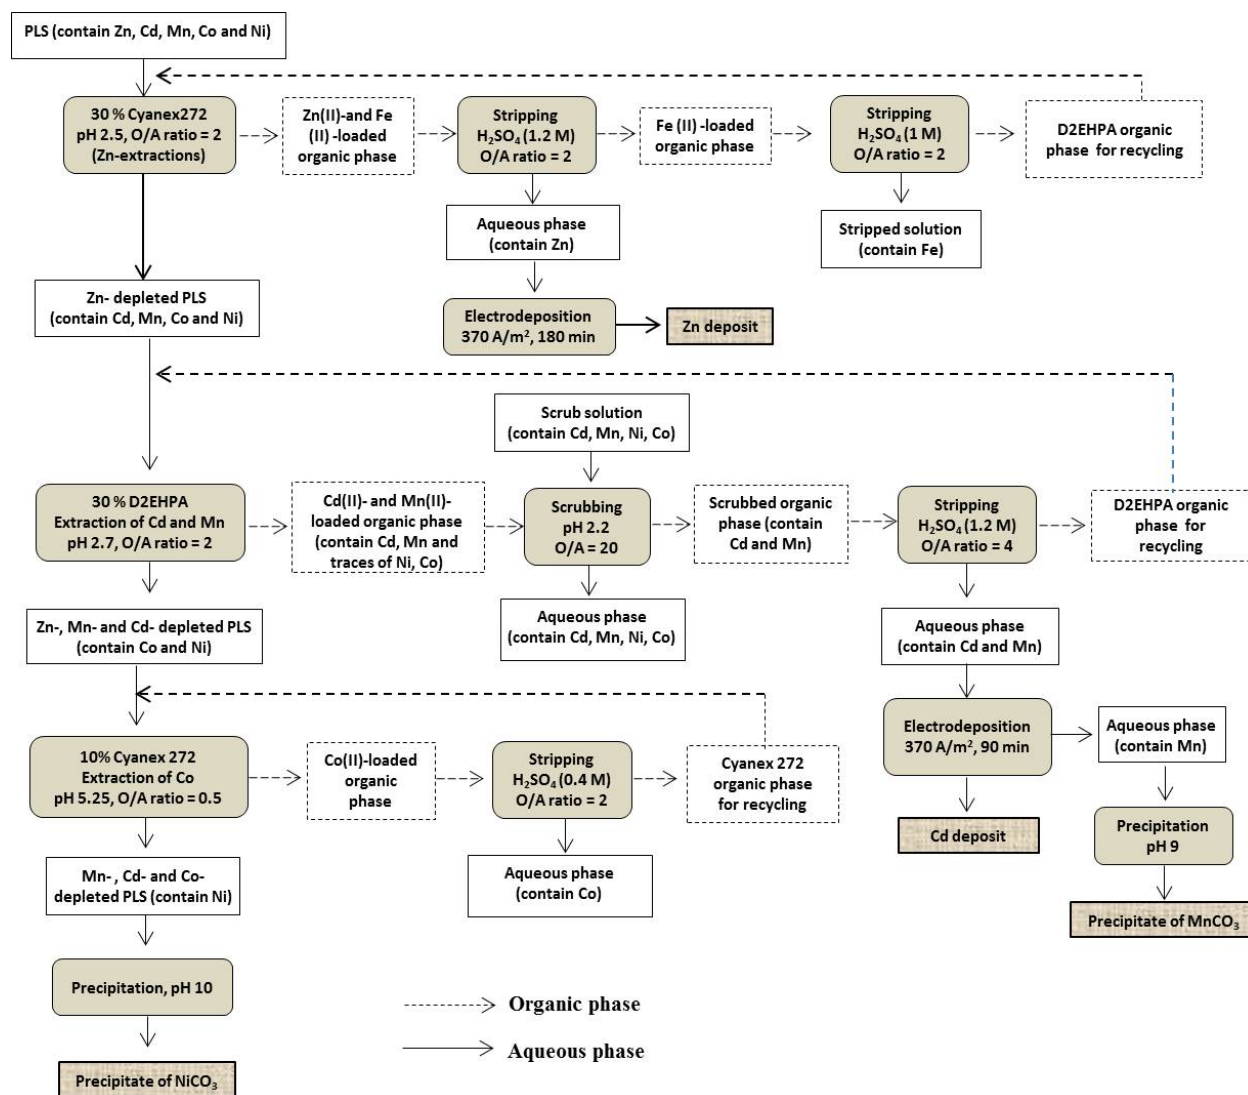 PLS (contain Zn, Cd, Mn, Co and Ni)
30 % Cyanex272
pH 2.5, O/A ratio = 2
(Zn-extractions)
Zn(II)-and Fe
(II) -loaded
organic phase
Stripping
H₂SO₄ (1.2 M)
O/A ratio = 2
Fe (II) -loaded
organic phase
Stripping
H₂SO₄ (1 M)
O/A ratio = 2
D2EHPA organic
phase for recycling
Aqueous phase
(contain Zn)
Stripped solution
(contain Fe)
Zn- depleted PLS
(contain Cd, Mn, Co and Ni)
Electrodeposition
370 A/m², 180 min
Zn deposit
Scrub solution
(contain Cd, Mn, Ni, Co)
30 % D2EHPA
Extraction of Cd and Mn
pH 2.7, O/A ratio = 2
Cd(II)- and Mn(II)-
loaded organic phase
(contain Cd, Mn and
traces of Ni, Co)
Scrubbing
pH 2.2
O/A = 20
Scrubbed organic
phase (contain
Cd and Mn)
Stripping
H₂SO₄ (1.2 M)
O/A ratio = 4
D2EHPA organic
phase for
recycling
Zn-, Mn- and Cd- depleted PLS
(contain Co and Ni)
Aqueous phase
(contain Cd, Mn, Ni, Co)
Aqueous phase
(contain Cd and Mn)
10% Cyanex 272
Extraction of Co
pH 5.25, O/A ratio = 0.5
Co(II)-loaded
organic
phase
Stripping
H₂SO₄ (0.4 M)
O/A ratio = 2
Cyanex 272
organic phase
for recycling
Electrodeposition
370 A/m², 90 min
Aqueous phase
(contain Mn)
Cd deposit
Precipitation
pH 9
Mn- , Cd- and Co-
depleted PLS (contain Ni)
Aqueous phase
(contain Co)
Precipitate of MnCO₃
Precipitation, pH 10
Organic phase
Aqueous phase
Precipitate of NiCO₃